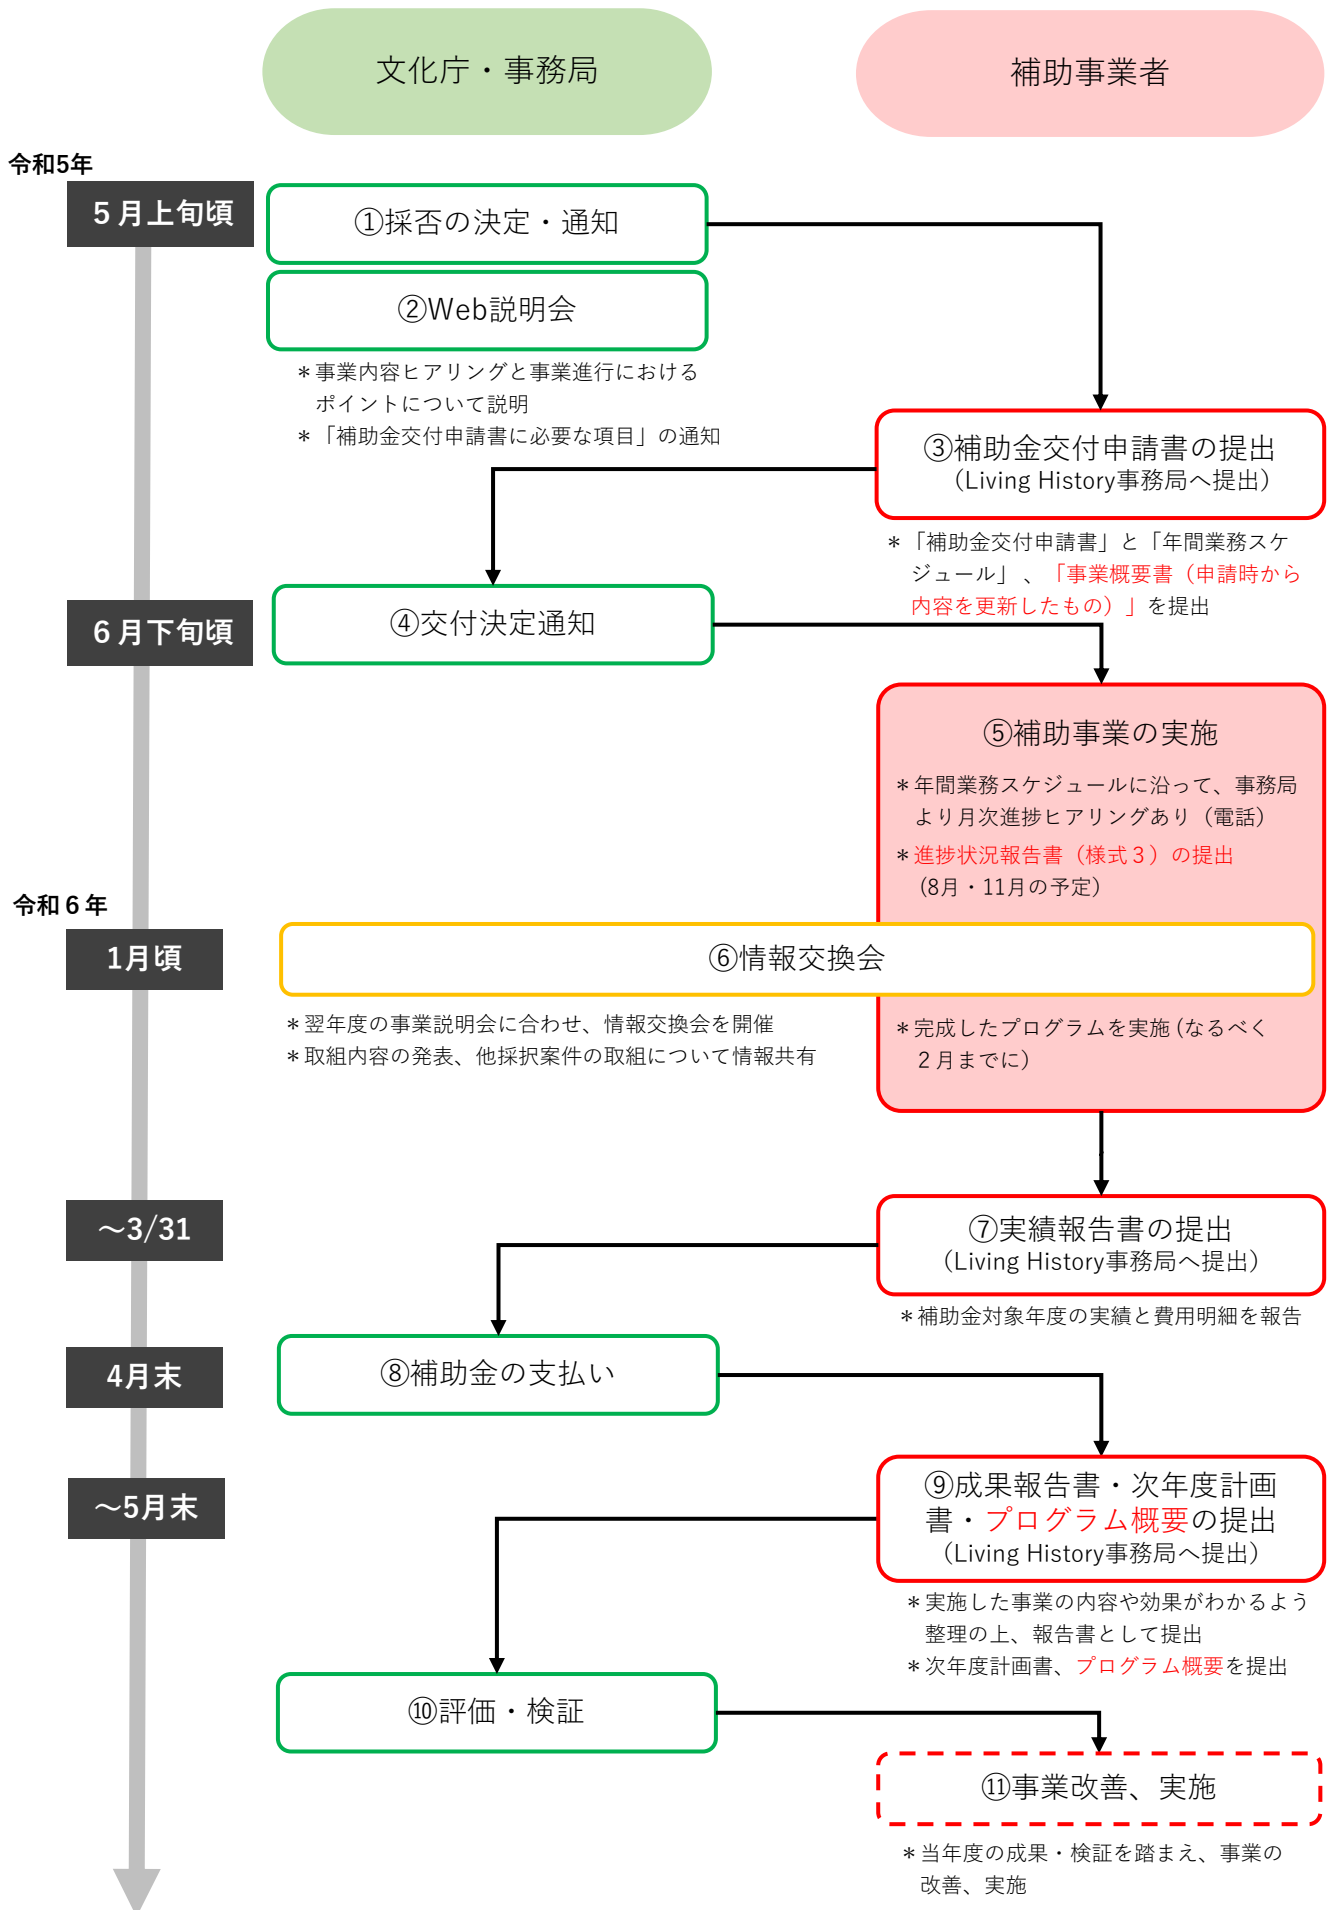 文化庁・事務局
補助事業者
令和5年
５月上旬頃
①採否の決定・通知
②Web説明会
＊事業内容ヒアリングと事業進行における
ポイントについて説明
＊「補助金交付申請書に必要な項目」の通知
③補助金交付申請書の提出
（Living History事務局へ提出）
＊「補助金交付申請書」と「年間業務スケ
ジュール」、「事業概要書（申請時から
内容を更新したもの）」を提出
６月下旬頃
④交付決定通知
⑤補助事業の実施
＊年間業務スケジュールに沿って、事務局
より月次進捗ヒアリングあり（電話）
＊進捗状況報告書（様式３）の提出
(8月・11月の予定)
令和６年
1月頃
⑥情報交換会
＊翌年度の事業説明会に合わせ、情報交換会を開催
＊取組内容の発表、他採択案件の取組について情報共有
＊完成したプログラムを実施(なるべく
２月までに)
～3/31
⑦実績報告書の提出
（Living History事務局へ提出）
＊補助金対象年度の実績と費用明細を報告
4月末
⑧補助金の支払い
～5月末
⑨成果報告書・次年度計画
書・プログラム概要の提出
（Living History事務局へ提出）
＊実施した事業の内容や効果がわかるよう
整理の上、報告書として提出
＊次年度計画書、プログラム概要を提出
⑩評価・検証
⑪事業改善、実施
＊当年度の成果・検証を踏まえ、事業の
改善、実施